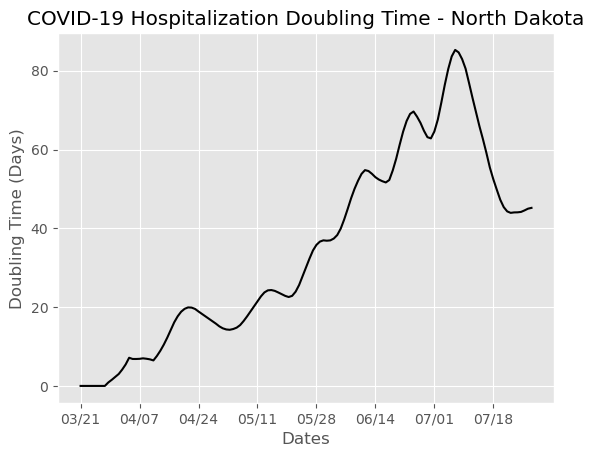 COVID-19 Hospitalization Doubling Time - North Dakota
Doubling Time (Days)
80
60
40
20
0
03/21 04/07 04/24 05/11 05/28 06/14 07/01 07/18
Dates